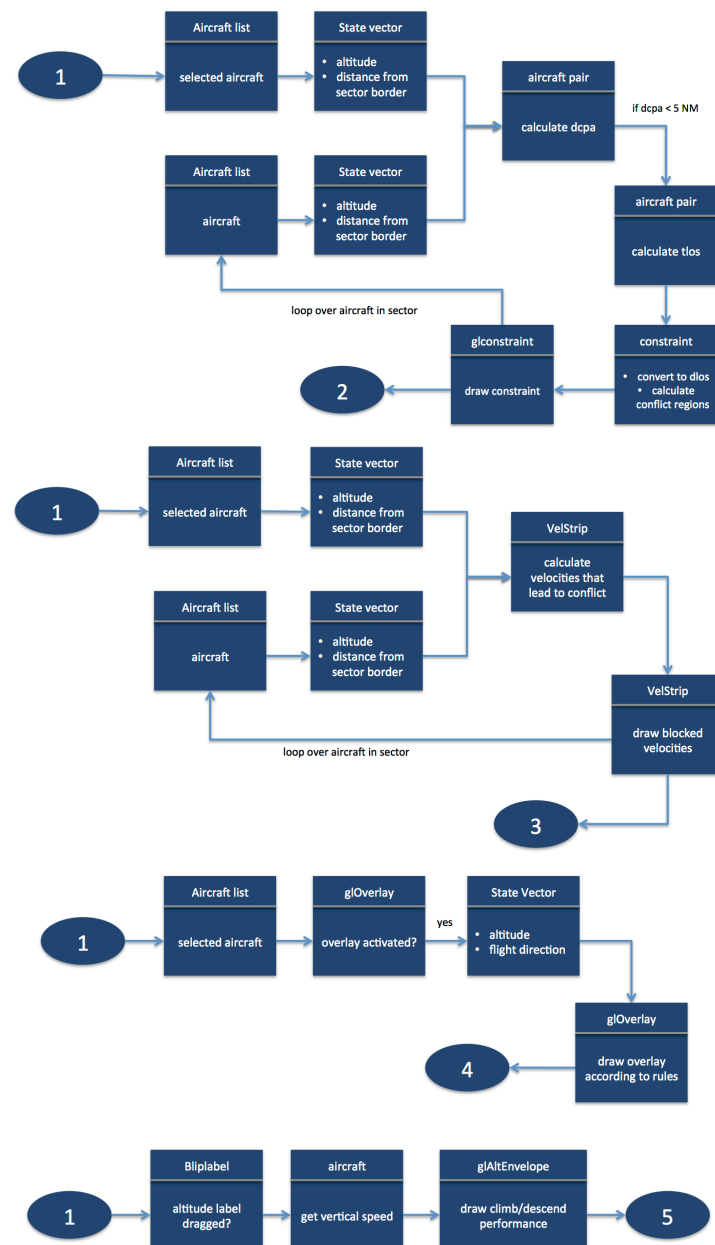 1
Aircraft list
selected aircraft
State vector
• altitude
• distance from
sector border
aircraft pair
calculate dcpa
if dcpa < 5 NM
Aircraft list
aircraft
State vector
• altitude
• distance from
sector border
aircraft pair
calculate tlos
loop over aircraft in sector
constraint
• convert to dlos
• calculate
conflict regions
glconstraint
draw constraint
2
1
Aircraft list
selected aircraft
State vector
• altitude
• distance from
sector border
VelStrip
calculate
velocities that
lead to conflict
Aircraft list
aircraft
State vector
• altitude
• distance from
sector border
VelStrip
draw blocked
velocities
loop over aircraft in sector
3
1
Aircraft list
selected aircraft
glOverlay
overlay activated?
yes
State Vector
• altitude
• flight direction
glOverlay
draw overlay
according to rules
4
1
Bliplabel
altitude label
dragged?
aircraft
get vertical speed
glAltEnvelope
draw climb/descend
performance
5